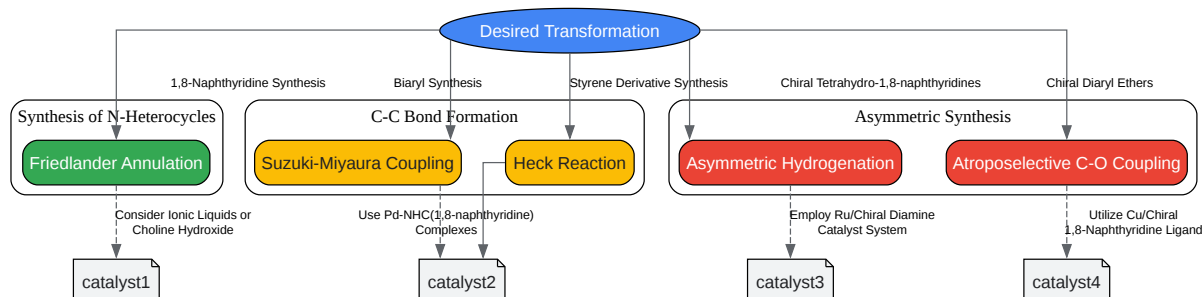 Desired Transformation
1,8-Naphthyridine Synthesis
Biaryl Synthesis
Styrene Derivative Synthesis
Chiral Tetrahydro-1,8-naphthyridines
Chiral Diaryl Ethers
Synthesis of N-Heterocycles
C-C Bond Formation
Asymmetric Synthesis
Friedlander Annulation
Suzuki-Miyaura Coupling
Heck Reaction
Asymmetric Hydrogenation
Atroposelective C-O Coupling
Consider Ionic Liquids or
Choline Hydroxide
Use Pd-NHC(1,8-naphthyridine)
Complexes
Employ Ru/Chiral Diamine
Catalyst System
Utilize Cu/Chiral
1,8-Naphthyridine Ligand
catalyst1
catalyst2
catalyst3
catalyst4